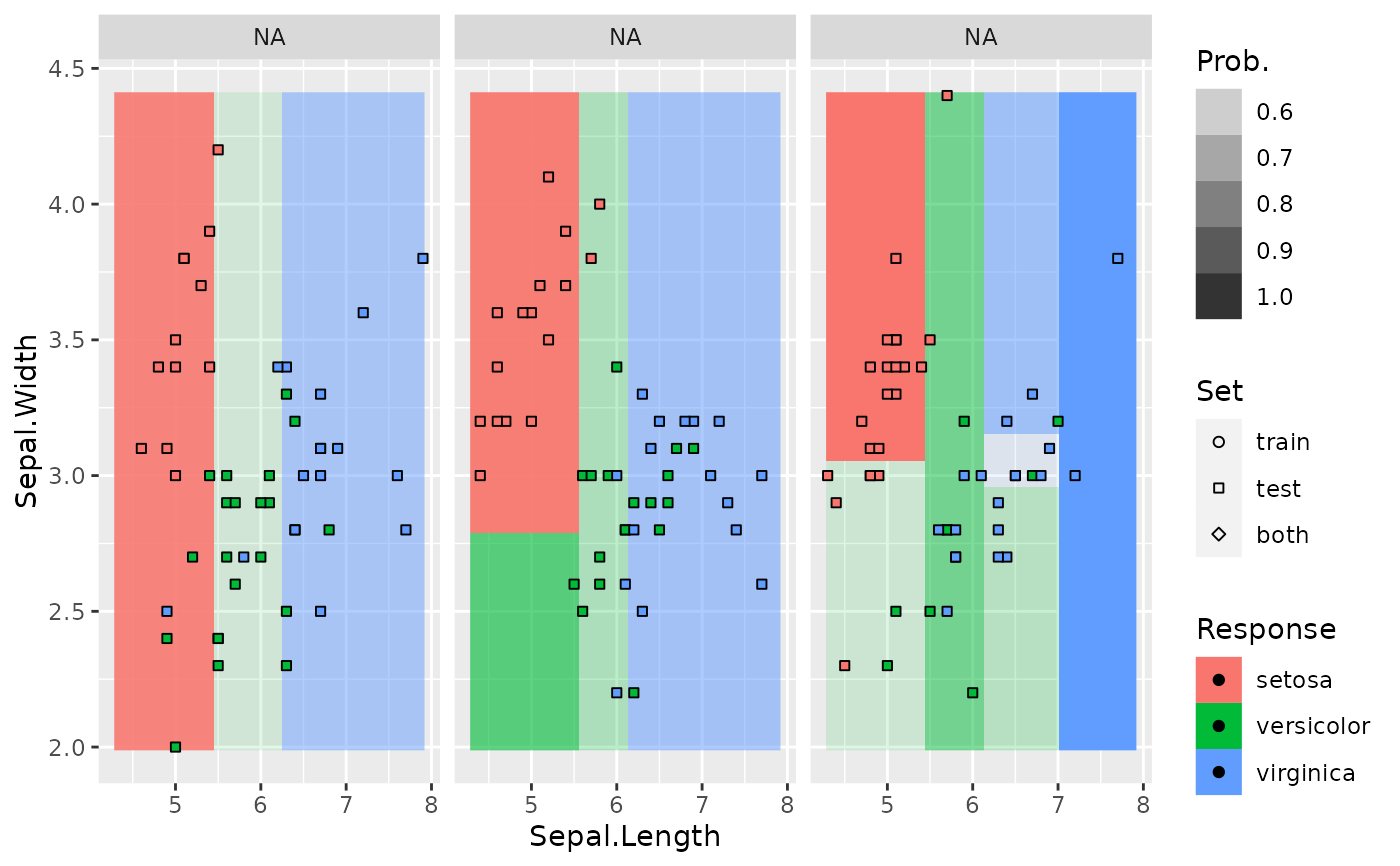 NA NA NA
4.5
4.0
3.5
3.0
2.5
2.0
Sepal.Width
5 6 7 8 5 6 7 8 5 6 7 8
Sepal.Length
Prob.
0.6
0.7
0.8
0.9
1.0
Set
train
test
both
Response
setosa
versicolor
virginica